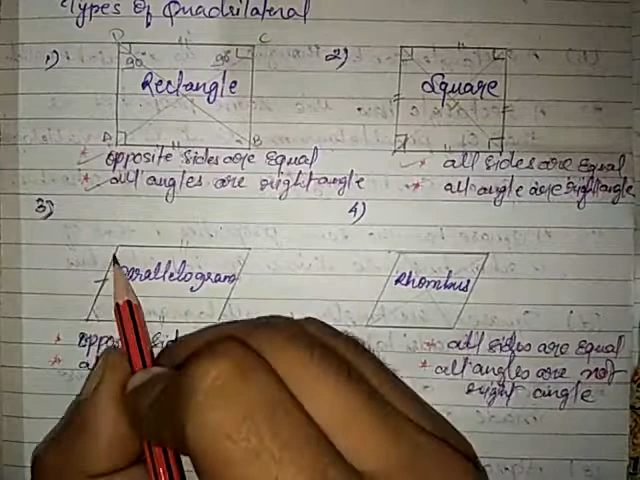 Types Of Quadrilateral
1) D C 2)
90° 90°
Rectangle Square
A B
* opposite sides are equal * all sides are equal
* all angles are right angle * all angle are right angle
3) 4)
Parallelogram Rhombus
* all sides are equal
* all angles are not
right angle